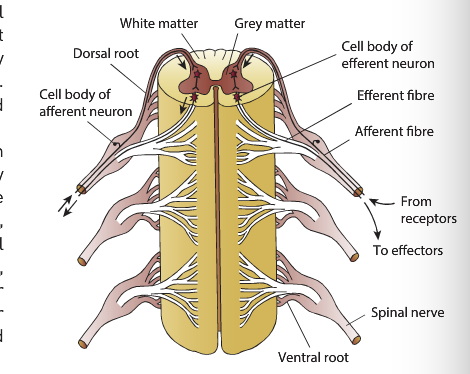 White matter
Grey matter
Dorsal root
Cell body of
efferent neuron
Cell body of
afferent neuron
Efferent fibre
Afferent fibre
From
receptors
To effectors
Spinal nerve
Ventral root